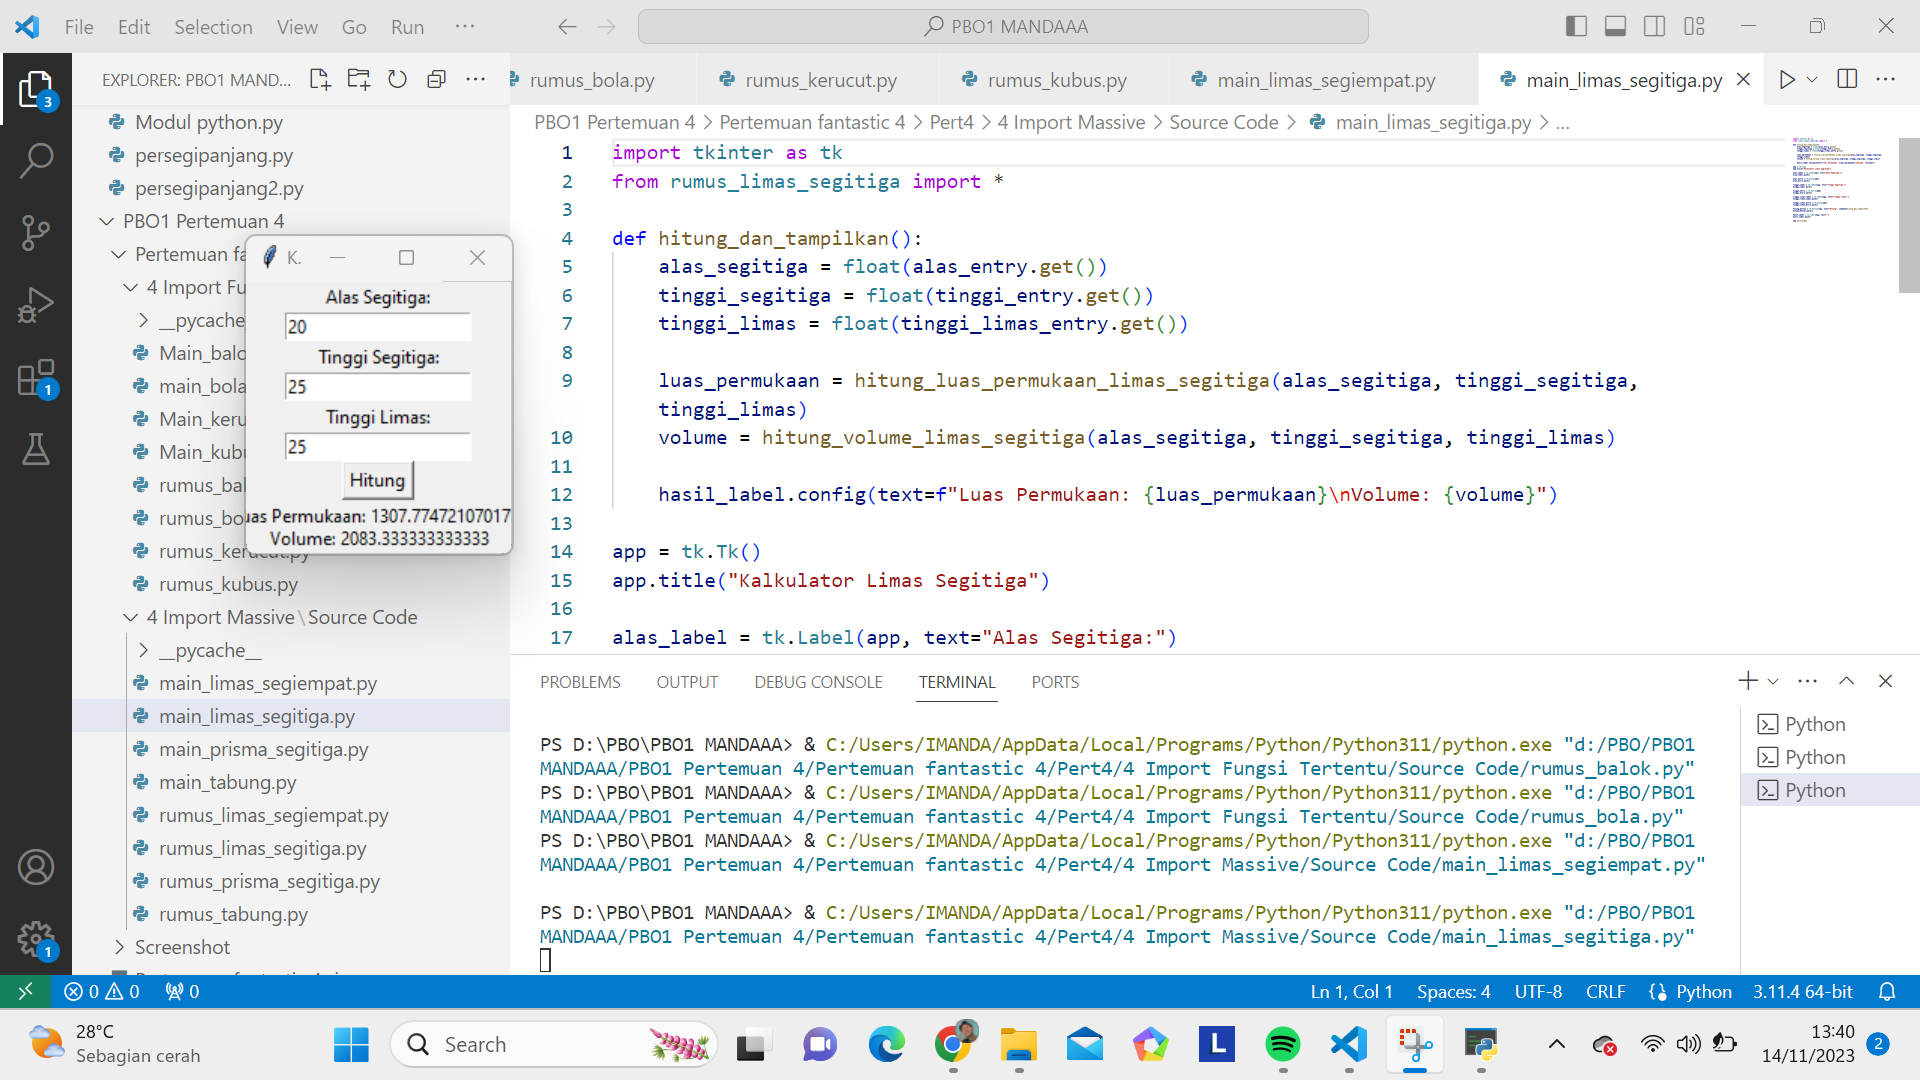 File Edit Selection View Go Run ···
PBO1 MANDAAA
EXPLORER: PBO1 MAND...
rumus_bola.py
rumus_kerucut.py
rumus_kubus.py
main_limas_segiempat.py
main_limas_segitiga.py
3
PBO1 Pertemuan 4 > Pertemuan fantastic 4 > Pert4 > 4 Import Massive > Source Code > main_limas_segitiga.py > ...
Modul python.py
persegipanjang.py
persegipanjang2.py
PBO1 Pertemuan 4
Pertemuan fa
4 Import Fu
__pycache
Main_balo
main_bola
Main_keru
Main_kubu
rumus_bal
rumus_bo
rumus_kerucut.py
rumus_kubus.py
4 Import Massive\Source Code
__pycache__
main_limas_segiempat.py
main_limas_segitiga.py
main_prisma_segitiga.py
main_tabung.py
rumus_limas_segiempat.py
rumus_limas_segitiga.py
rumus_prisma_segitiga.py
rumus_tabung.py
Screenshot
1
1
K.
Alas Segitiga:
20
Tinggi Segitiga:
25
Tinggi Limas:
25
Hitung
uas Permukaan: 1307.77472107017
Volume: 2083.333333333333
1 import tkinter as tk
2 from rumus_limas_segitiga import *
3
4 def hitung_dan_tampilkan():
5 alas_segitiga = float(alas_entry.get())
6 tinggi_segitiga = float(tinggi_entry.get())
7 tinggi_limas = float(tinggi_limas_entry.get())
8
9 luas_permukaan = hitung_luas_permukaan_limas_segitiga(alas_segitiga, tinggi_segitiga,
tinggi_limas)
10 volume = hitung_volume_limas_segitiga(alas_segitiga, tinggi_segitiga, tinggi_limas)
11
12 hasil_label.config(text=f"Luas Permukaan: {luas_permukaan}\nVolume: {volume}")
13
14 app = tk.Tk()
15 app.title("Kalkulator Limas Segitiga")
16
17 alas_label = tk.Label(app, text="Alas Segitiga:")
PROBLEMS OUTPUT DEBUG CONSOLE TERMINAL PORTS
PS D:\PBO\PBO1 MANDAAA> & C:/Users/IMANDA/AppData/Local/Programs/Python/Python311/python.exe "d:/PBO/PBO1
MANDAAA/PBO1 Pertemuan 4/Pertemuan fantastic 4/Pert4/4 Import Fungsi Tertentu/Source Code/rumus_balok.py"
PS D:\PBO\PBO1 MANDAAA> & C:/Users/IMANDA/AppData/Local/Programs/Python/Python311/python.exe "d:/PBO/PBO1
MANDAAA/PBO1 Pertemuan 4/Pertemuan fantastic 4/Pert4/4 Import Fungsi Tertentu/Source Code/rumus_bola.py"
PS D:\PBO\PBO1 MANDAAA> & C:/Users/IMANDA/AppData/Local/Programs/Python/Python311/python.exe "d:/PBO/PBO1
MANDAAA/PBO1 Pertemuan 4/Pertemuan fantastic 4/Pert4/4 Import Massive/Source Code/main_limas_segiempat.py"
PS D:\PBO\PBO1 MANDAAA> & C:/Users/IMANDA/AppData/Local/Programs/Python/Python311/python.exe "d:/PBO/PBO1
MANDAAA/PBO1 Pertemuan 4/Pertemuan fantastic 4/Pert4/4 Import Massive/Source Code/main_limas_segitiga.py"
Python
Python
Python
0 0 0
Ln 1, Col 1 Spaces: 4 UTF-8 CRLF Python 3.11.4 64-bit
28°C
Sebagian cerah
Search
L
13:40
14/11/2023
2